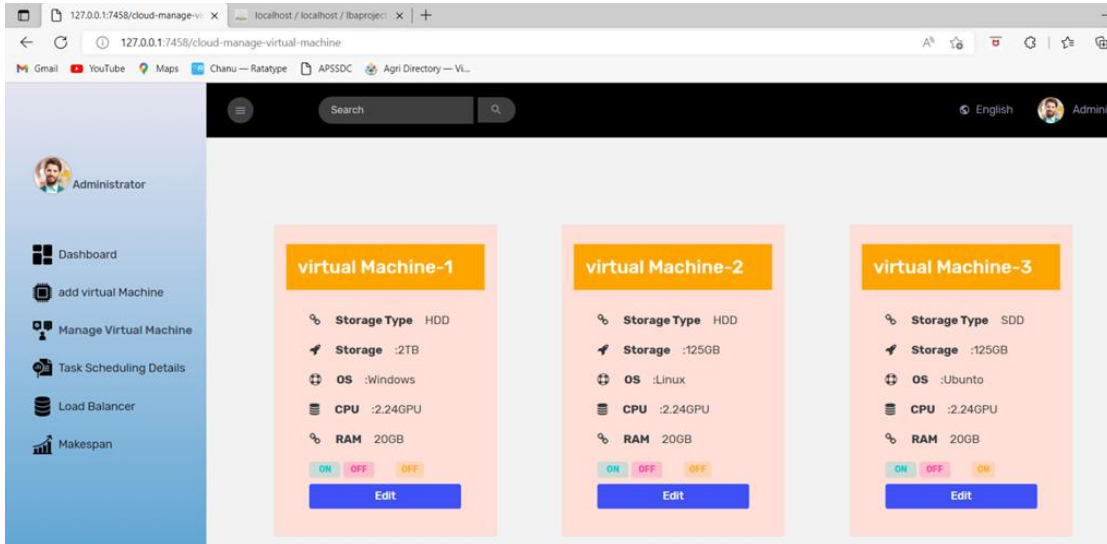 127.0.0.1:7458/cloud-manage-vi
localhost / localhost / lbaproject
127.0.0.1:7458/cloud-manage-virtual-machine
Gmail YouTube Maps Chanu — Ratatype APSSDC Agri Directory — Vi...
Search
English
Admini
Administrator
Dashboard
add virtual Machine
Manage Virtual Machine
Task Scheduling Details
Load Balancer
Makespan
virtual Machine-1
Storage Type HDD
Storage :2TB
OS :Windows
CPU :2.24GPU
RAM 20GB
ON OFF OFF
Edit
virtual Machine-2
Storage Type HDD
Storage :125GB
OS :Linux
CPU :2.24GPU
RAM 20GB
ON OFF OFF
Edit
virtual Machine-3
Storage Type SDD
Storage :125GB
OS :Ubunto
CPU :2.24GPU
RAM 20GB
ON OFF ON
Edit